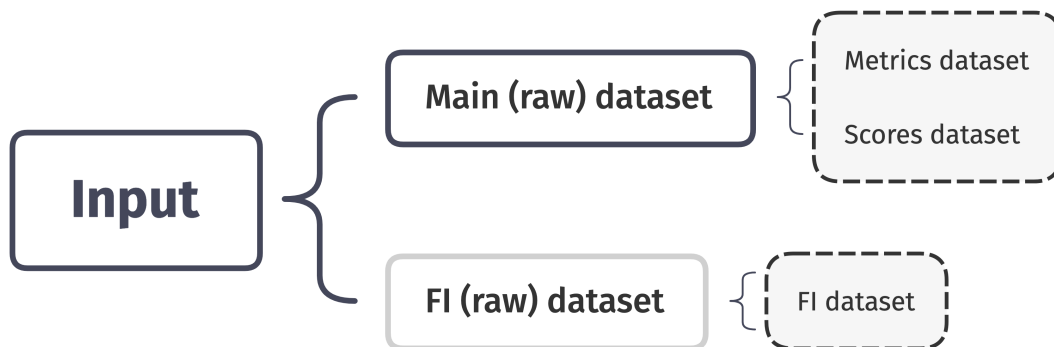 Input
Main (raw) dataset
Metrics dataset
Scores dataset
FI (raw) dataset
FI dataset